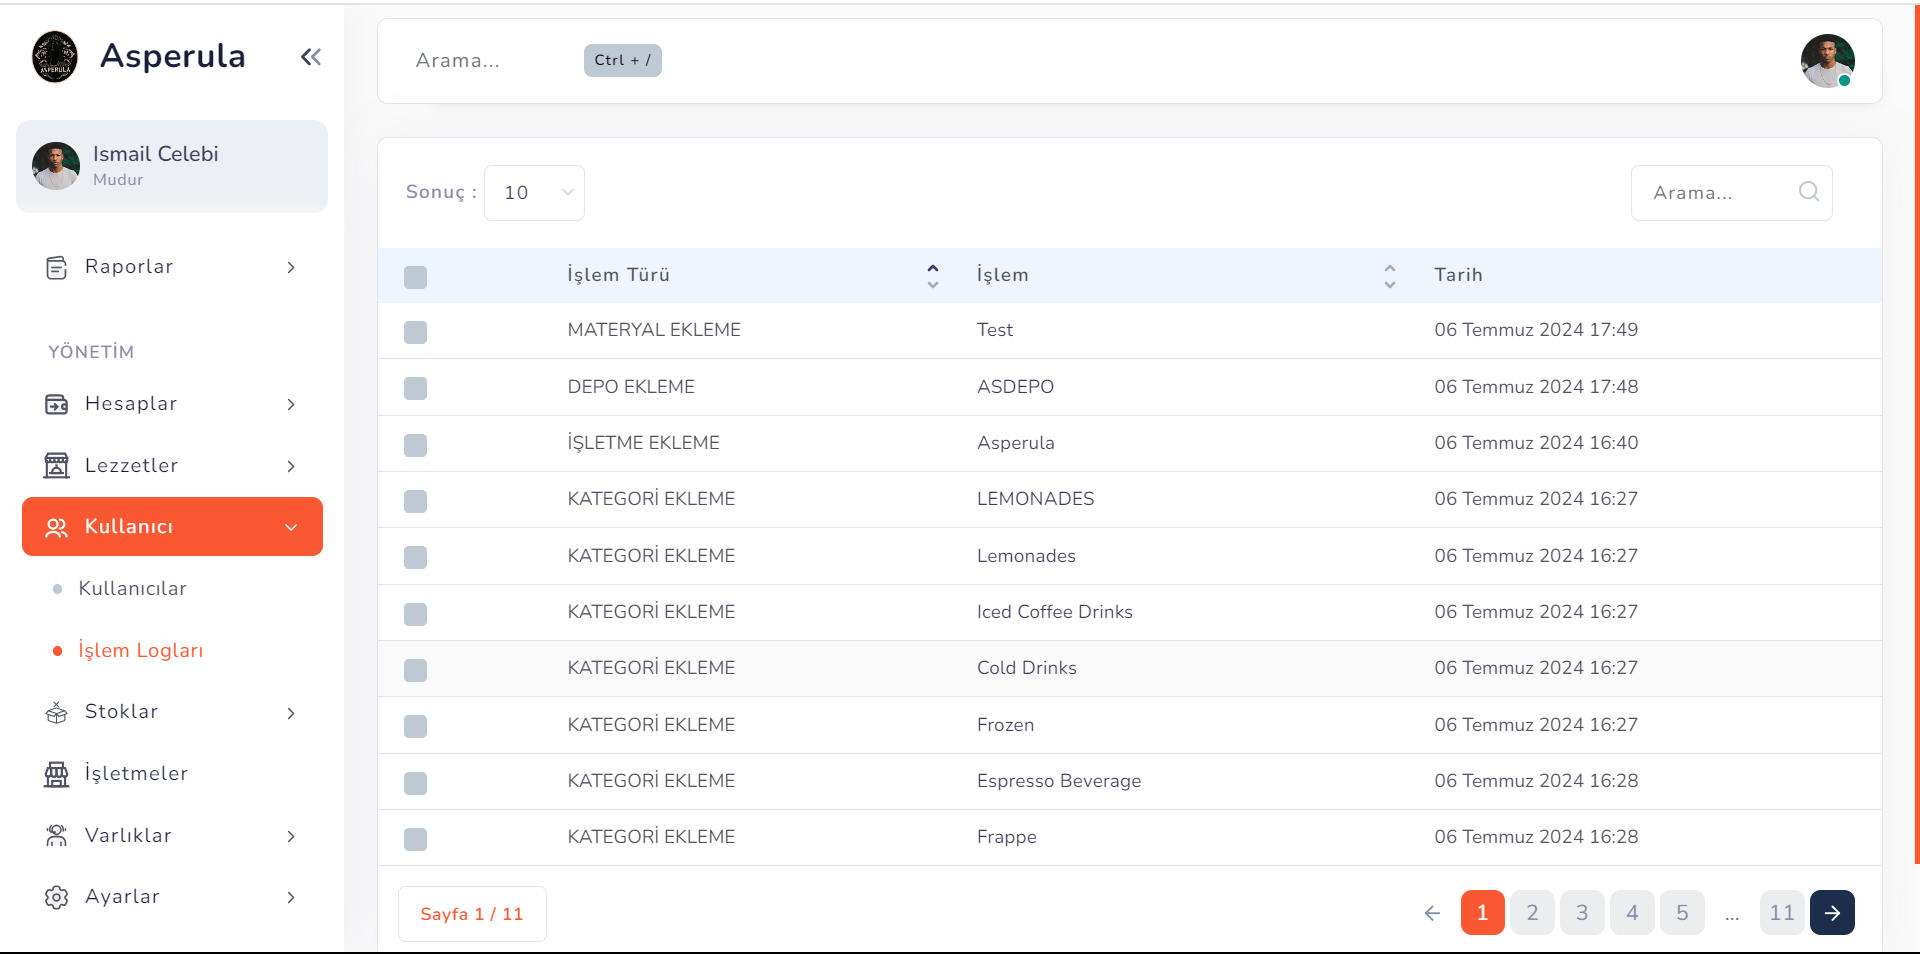 Asperula
Ismail Celebi
Mudur
Raporlar
YÖNETİM
Hesaplar
Lezzetler
Kullanıcı
Kullanıcılar
İşlem Logları
Stoklar
İşletmeler
Varlıklar
Ayarlar
Arama... Ctrl + /
Sonuç : 10 Arama...
İşlem Türü İşlem Tarih
MATERYAL EKLEME Test 06 Temmuz 2024 17:49
DEPO EKLEME ASDEPO 06 Temmuz 2024 17:48
İŞLETME EKLEME Asperula 06 Temmuz 2024 16:40
KATEGORİ EKLEME LEMONADES 06 Temmuz 2024 16:27
KATEGORİ EKLEME Lemonades 06 Temmuz 2024 16:27
KATEGORİ EKLEME Iced Coffee Drinks 06 Temmuz 2024 16:27
KATEGORİ EKLEME Cold Drinks 06 Temmuz 2024 16:27
KATEGORİ EKLEME Frozen 06 Temmuz 2024 16:27
KATEGORİ EKLEME Espresso Beverage 06 Temmuz 2024 16:28
KATEGORİ EKLEME Frappe 06 Temmuz 2024 16:28
Sayfa 1 / 11 1 2 3 4 5 ... 11